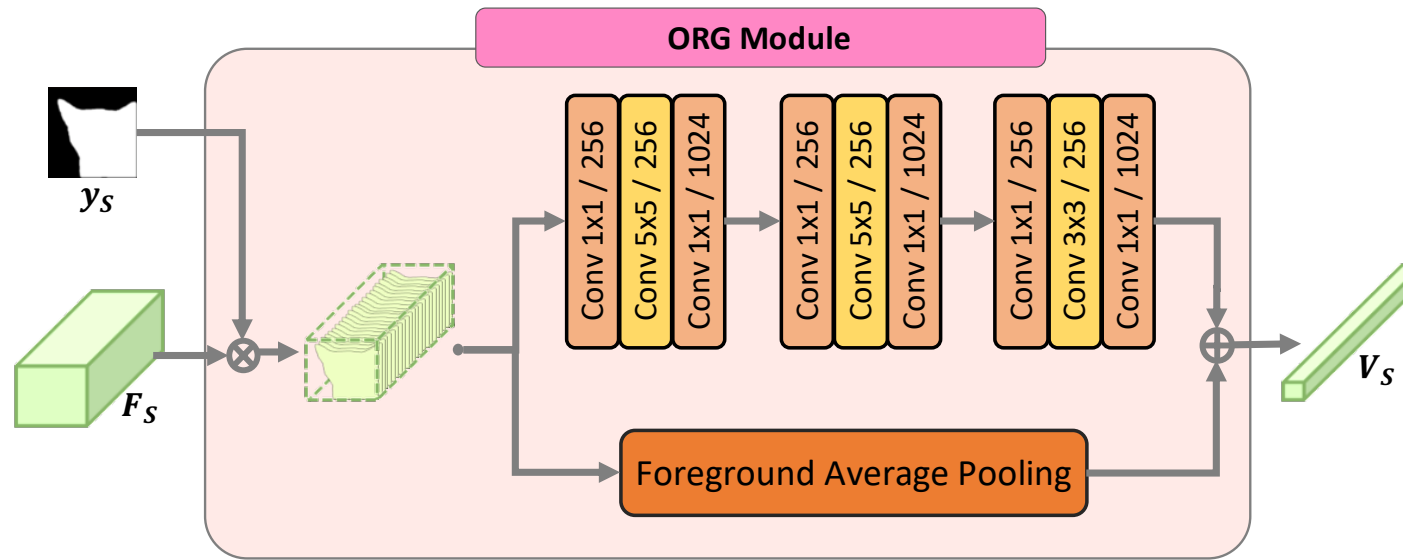 ORG Module
y_S
F_S
Conv 1x1 / 256
Conv 5x5 / 256
Conv 1x1 / 1024
Conv 1x1 / 256
Conv 5x5 / 256
Conv 1x1 / 1024
Conv 1x1 / 256
Conv 3x3 / 256
Conv 1x1 / 1024
Foreground Average Pooling
V_S